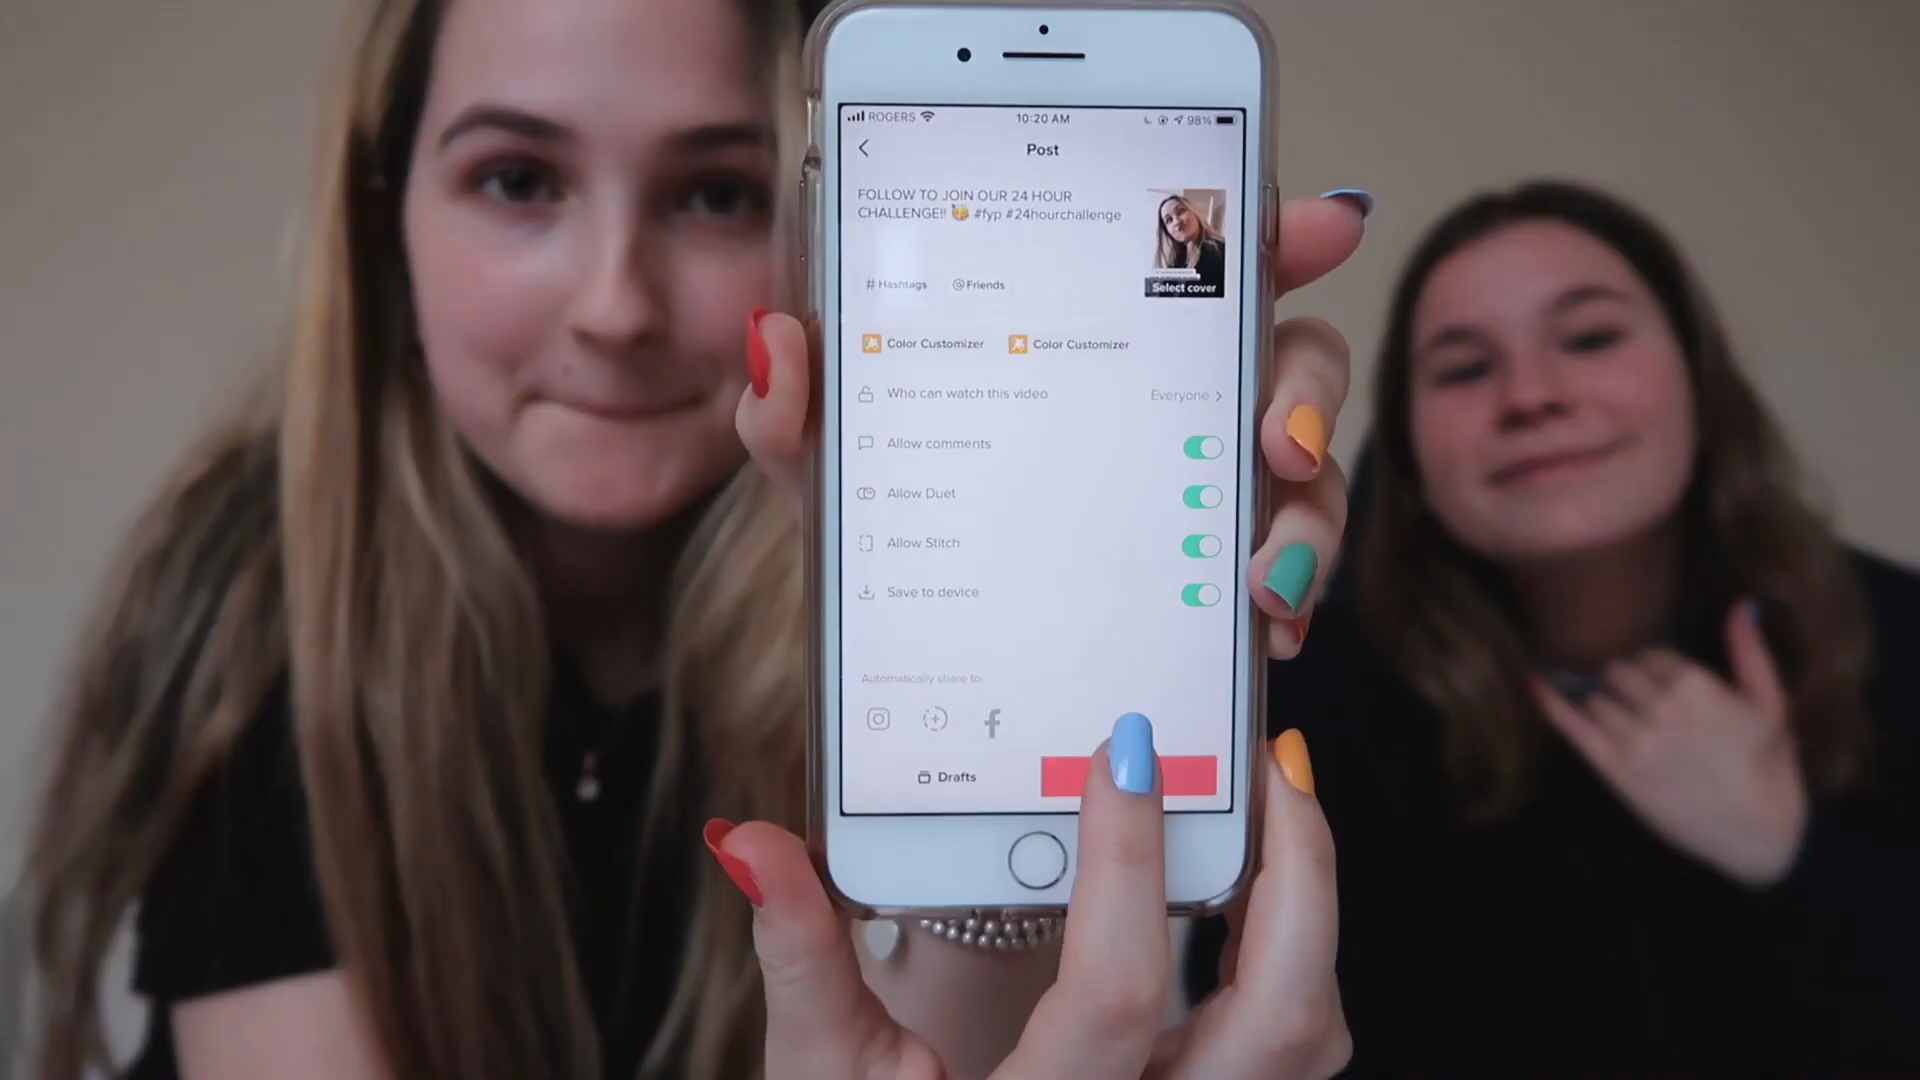 ROGERS 10:20 AM 98%
Post
FOLLOW TO JOIN OUR 24 HOUR
CHALLENGE!! 🥳 #fyp #24hourchallenge
Select cover
# Hashtags @ Friends
Color Customizer Color Customizer
Who can watch this video Everyone >
Allow comments
Allow Duet
Allow Stitch
Save to device
Automatically share to
Drafts